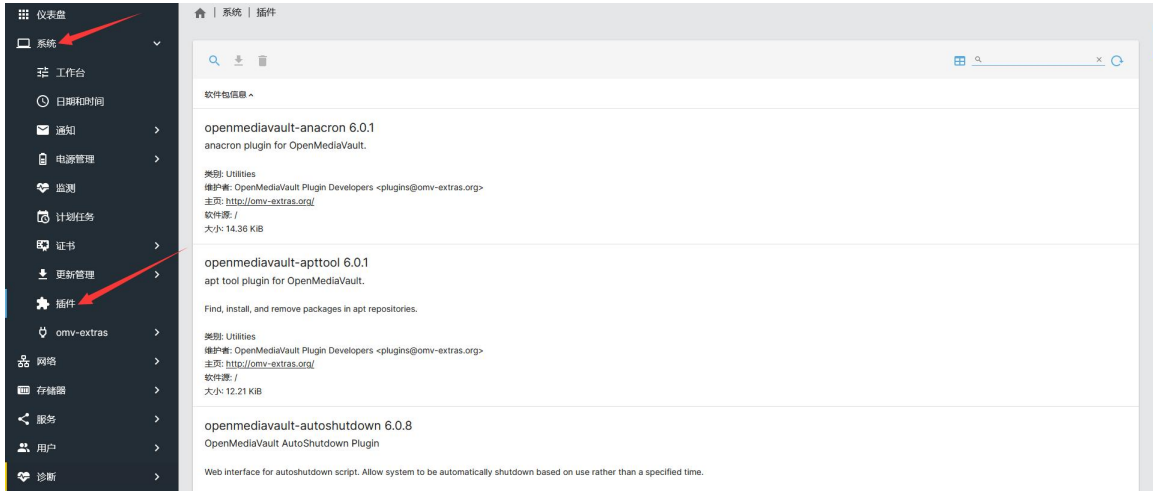 仪表盘
系统
工作台
日期和时间
通知
电源管理
监测
计划任务
证书
更新管理
插件
omv-extras
网络
存储器
服务
用户
诊断
| 系统 | 插件
软件包信息
openmediavault-anacron 6.0.1
anacron plugin for OpenMediaVault.
类别: Utilities
维护者: OpenMediaVault Plugin Developers <plugins@omv-extras.org>
主页: http://omv-extras.org/
软件源: /
大小: 14.36 KiB
openmediavault-apttool 6.0.1
apt tool plugin for OpenMediaVault.
Find, install, and remove packages in apt repositories.
类别: Utilities
维护者: OpenMediaVault Plugin Developers <plugins@omv-extras.org>
主页: http://omv-extras.org/
软件源: /
大小: 12.21 KiB
openmediavault-autoshutdown 6.0.8
OpenMediaVault AutoShutdown Plugin
Web interface for autoshutdown script. Allow system to be automatically shutdown based on use rather than a specified time.